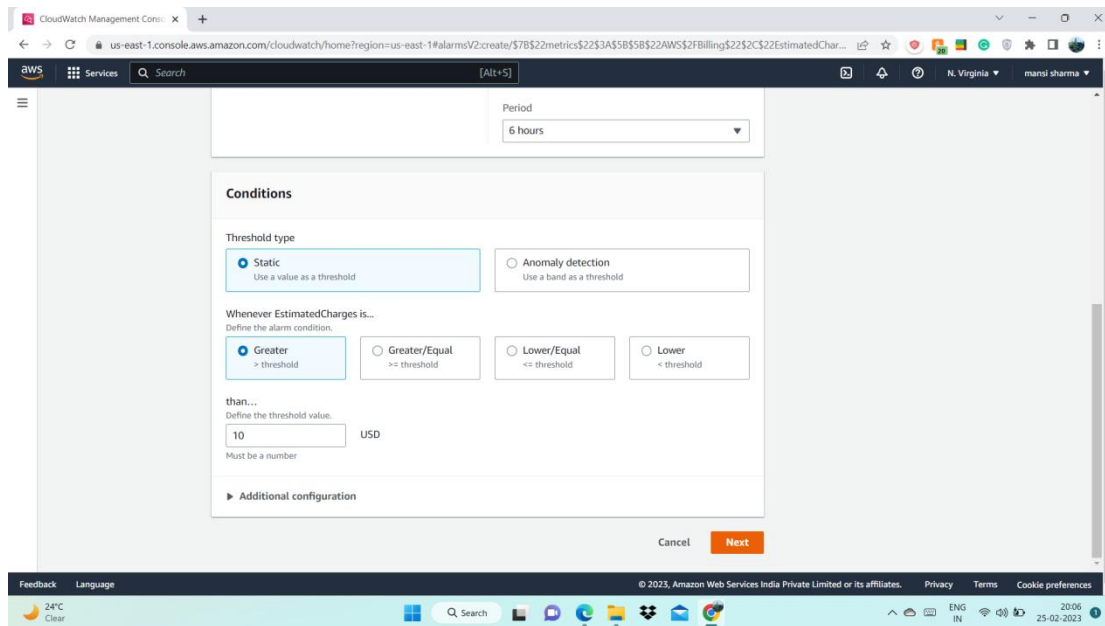 CloudWatch Management Conso
us-east-1.console.aws.amazon.com/cloudwatch/home?region=us-east-1#alarmsV2:create/$7B$22metrics$22$3A$5B$5B$22AWS$2FBilling$22$2C$22EstimatedChar...
20
aws Services Search [Alt+S] N. Virginia ▼ mansi sharma ▼
Period
6 hours
Conditions
Threshold type
Static
Use a value as a threshold
Anomaly detection
Use a band as a threshold
Whenever EstimatedCharges is...
Define the alarm condition.
Greater
> threshold
Greater/Equal
>= threshold
Lower/Equal
<= threshold
Lower
< threshold
than...
Define the threshold value.
10 USD
Must be a number
Additional configuration
Cancel Next
Feedback Language © 2023, Amazon Web Services India Private Limited or its affiliates. Privacy Terms Cookie preferences
24°C
Clear
Search
ENG
IN
20:06
25-02-2023
1